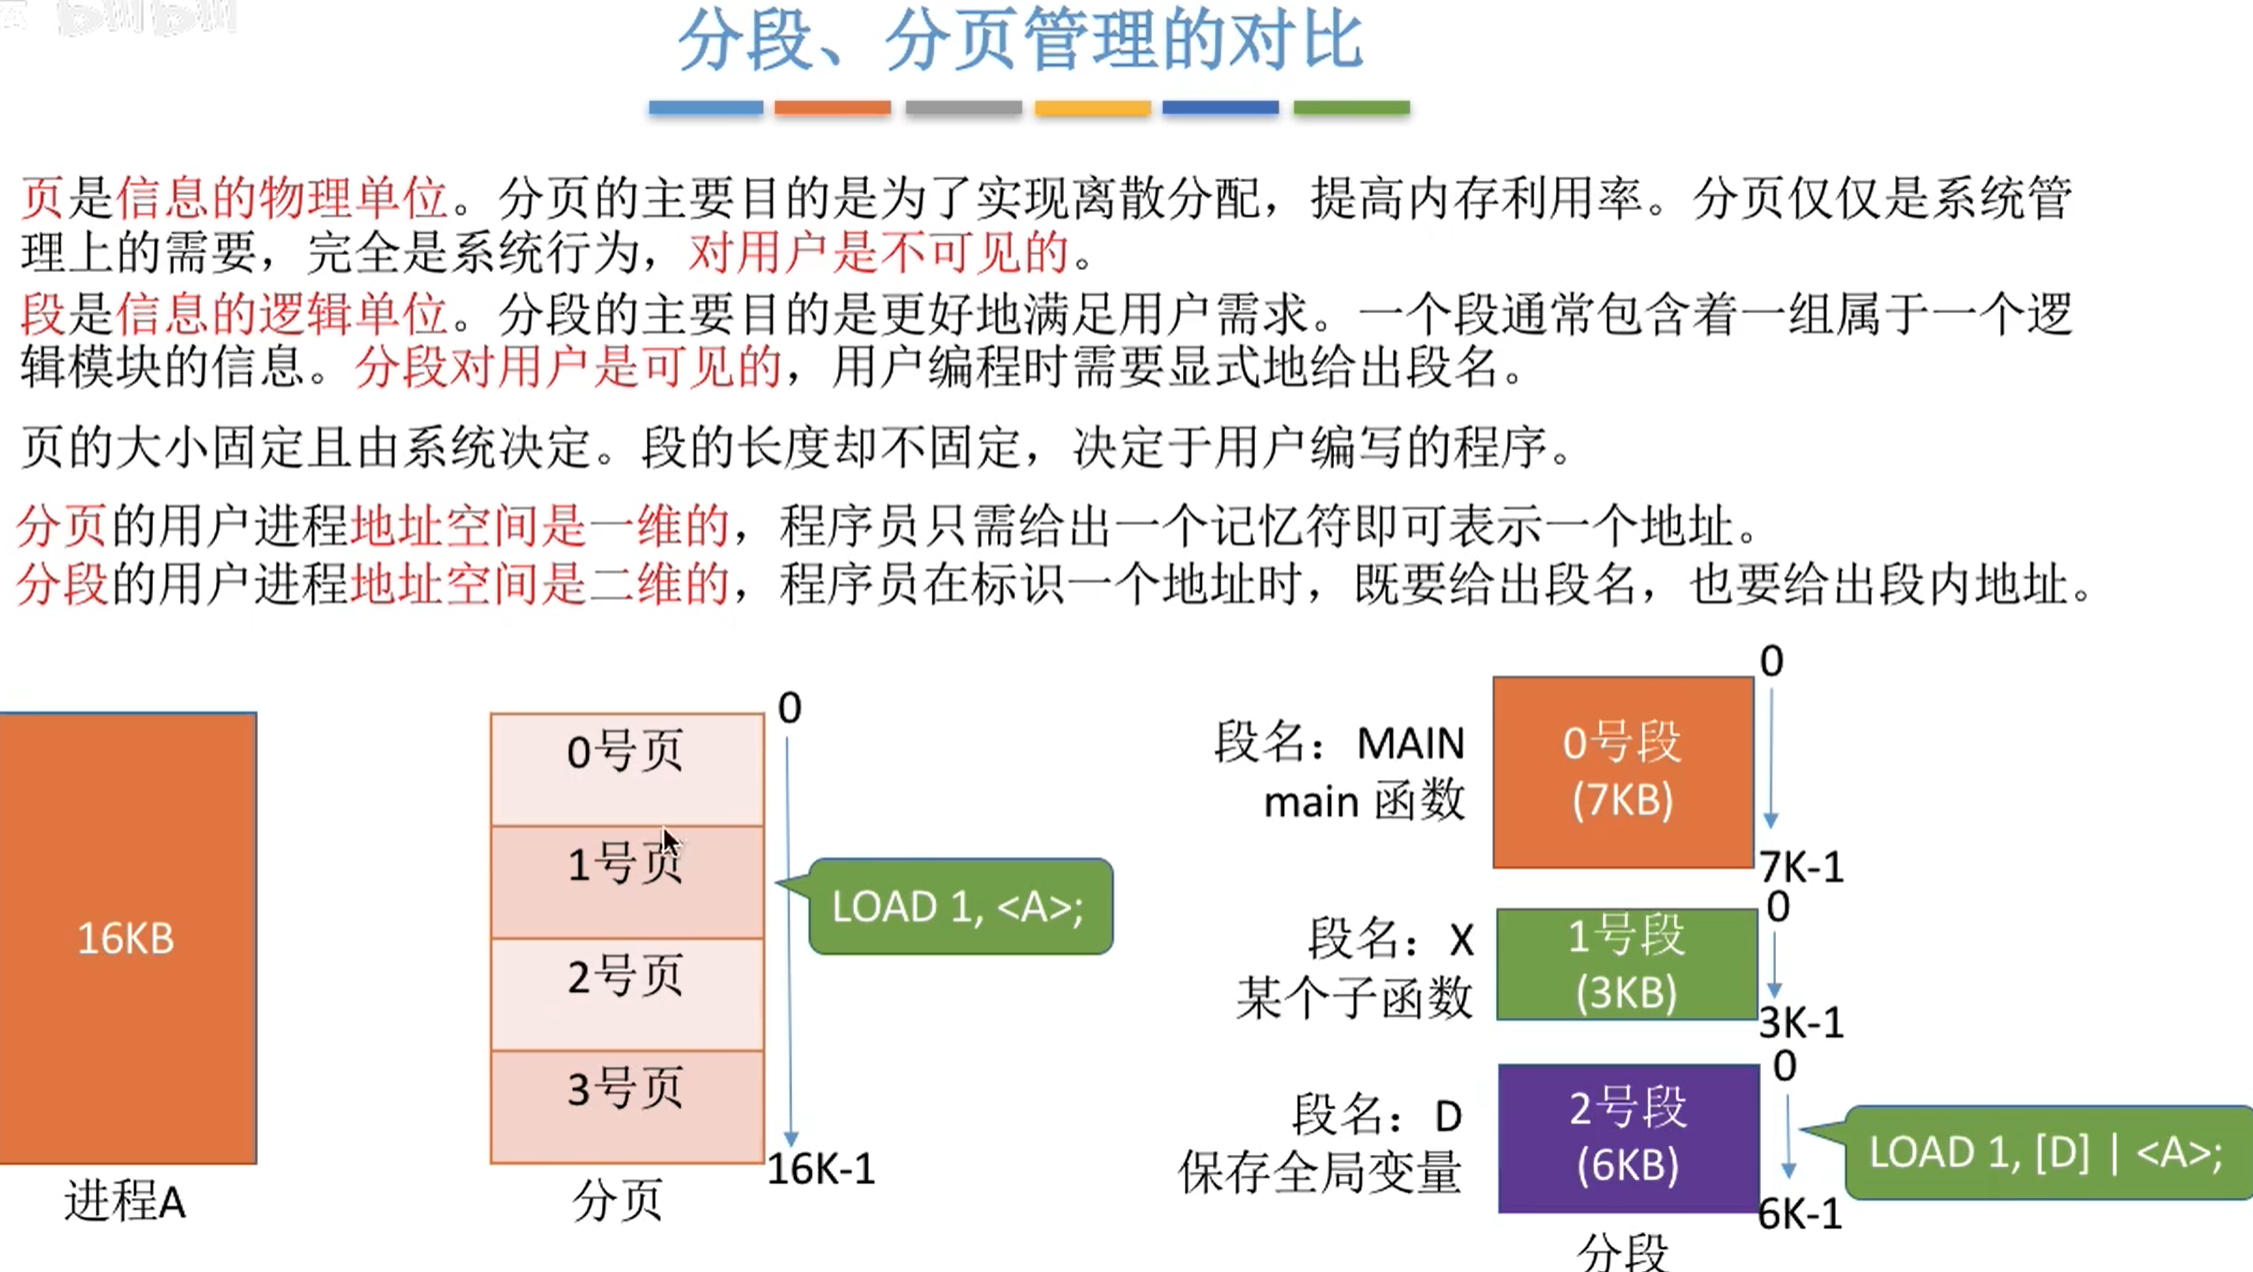 分段、分页管理的对比
页是信息的物理单位。分页的主要目的是为了实现离散分配，提高内存利用率。分页仅仅是系统管
理上的需要，完全是系统行为，对用户是不可见的。
段是信息的逻辑单位。分段的主要目的是更好地满足用户需求。一个段通常包含着一组属于一个逻
辑模块的信息。分段对用户是可见的，用户编程时需要显式地给出段名。
页的大小固定且由系统决定。段的长度却不固定，决定于用户编写的程序。
分页的用户进程地址空间是一维的，程序员只需给出一个记忆符即可表示一个地址。
分段的用户进程地址空间是二维的，程序员在标识一个地址时，既要给出段名，也要给出段内地址。
16KB
进程A
0号页
1号页
2号页
3号页
分页
0
16K-1
LOAD 1, <A>;
段名：MAIN
main 函数
0号段
(7KB)
0
7K-1
段名：X
某个子函数
1号段
(3KB)
0
3K-1
段名：D
保存全局变量
2号段
(6KB)
0
6K-1
LOAD 1, [D] | <A>;
分段